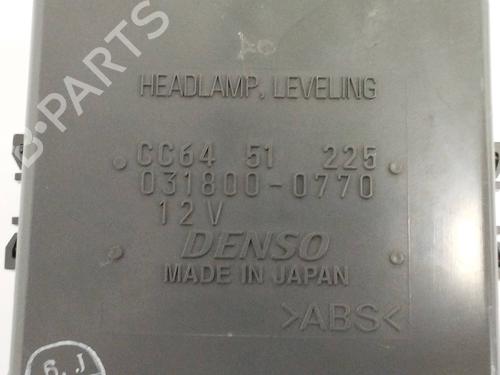 B-PARTS
HEADLAMP, LEVELING
CC64 51 225
031800-0770
12V
DENSO
MADE IN JAPAN
>ABS<